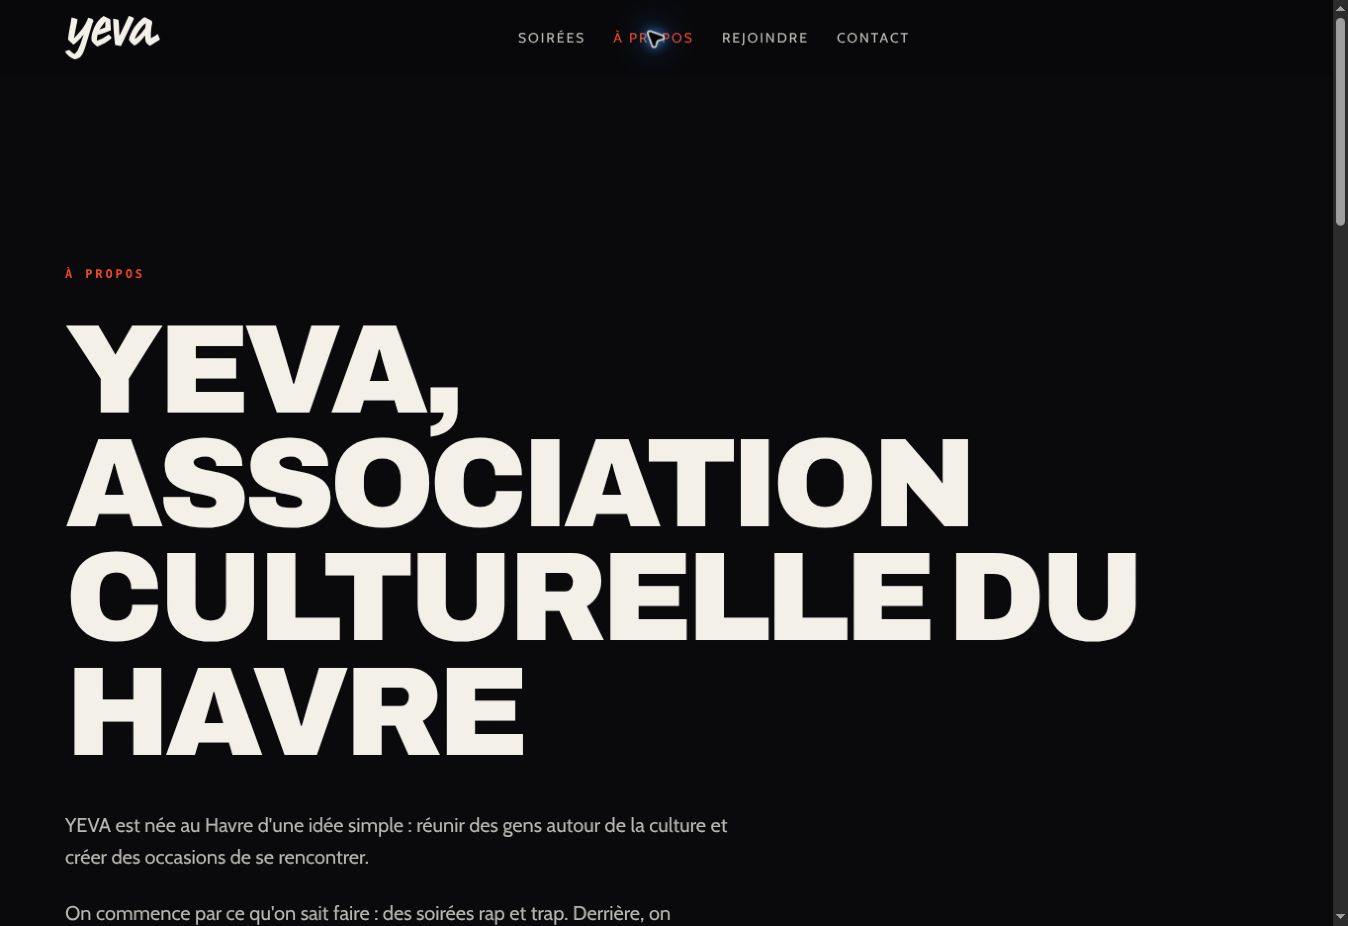 yeva
SOIRÉES À PROPOS REJOINDRE CONTACT
À PROPOS
YEVA,
ASSOCIATION
CULTURELLE DU
HAVRE
YEVA est née au Havre d'une idée simple : réunir des gens autour de la culture et
créer des occasions de se rencontrer.
On commence par ce qu'on sait faire : des soirées rap et trap. Derrière, on